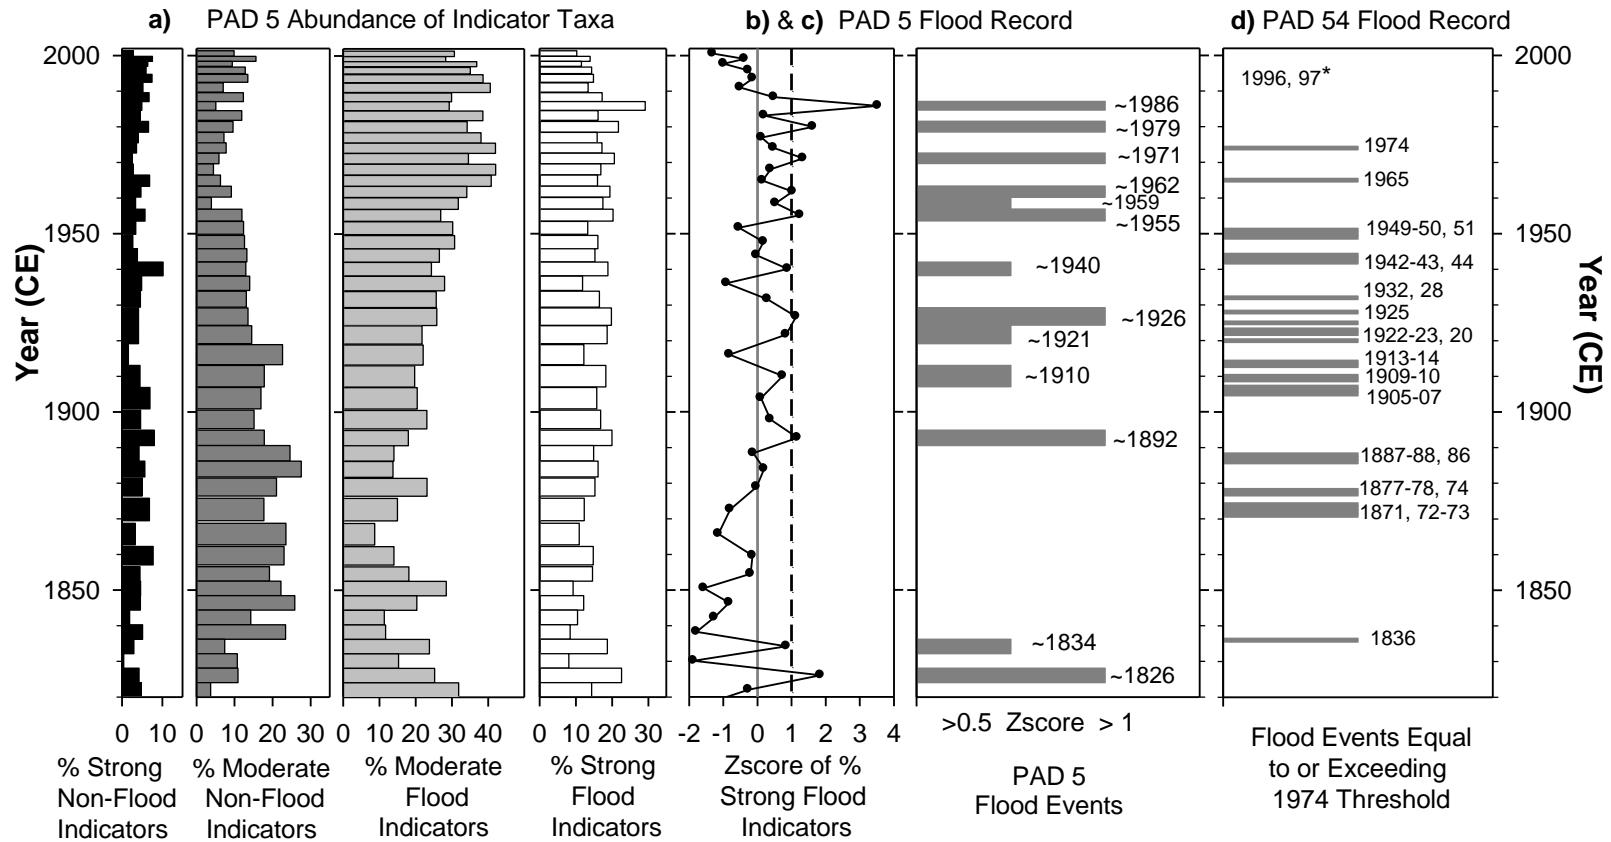 a) PAD 5 Abundance of Indicator Taxa
b) & c) PAD 5 Flood Record
d) PAD 54 Flood Record
Year (CE)
2000
1950
1900
1850
0 10
% Strong
Non-Flood
Indicators
0 10 20 30
% Moderate
Non-Flood
Indicators
0 10 20 30 40
% Moderate
Flood
Indicators
0 10 20 30
% Strong
Flood
Indicators
-2 -1 0 1 2 3 4
Zscore of %
Strong Flood
Indicators
~1986
~1979
~1971
~1962
~1959
~1955
~1940
~1926
~1921
~1910
~1892
~1834
~1826
>0.5 Zscore > 1
PAD 5
Flood Events
1996, 97*
1974
1965
1949-50, 51
1942-43, 44
1932, 28
1925
1922-23, 20
1913-14
1909-10
1905-07
1887-88, 86
1877-78, 74
1871, 72-73
1836
Flood Events Equal
to or Exceeding
1974 Threshold
2000
1950
1900
1850
Year (CE)